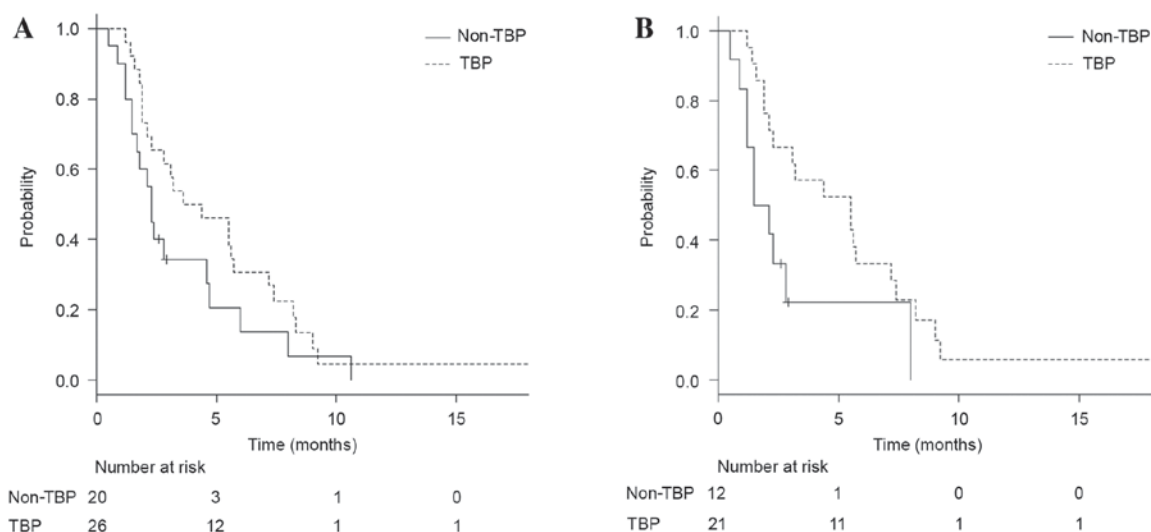 A
Non-TBP
TBP
1.0
0.8
0.6
0.4
0.2
0.0
Probability
0 5 10 15
Time (months)
Number at risk
Non-TBP 20 3 1 0
TBP 26 12 1 1
B
Non-TBP
TBP
1.0
0.8
0.6
0.4
0.2
0.0
Probability
0 5 10 15
Time (months)
Number at risk
Non-TBP 12 1 0 0
TBP 21 11 1 1